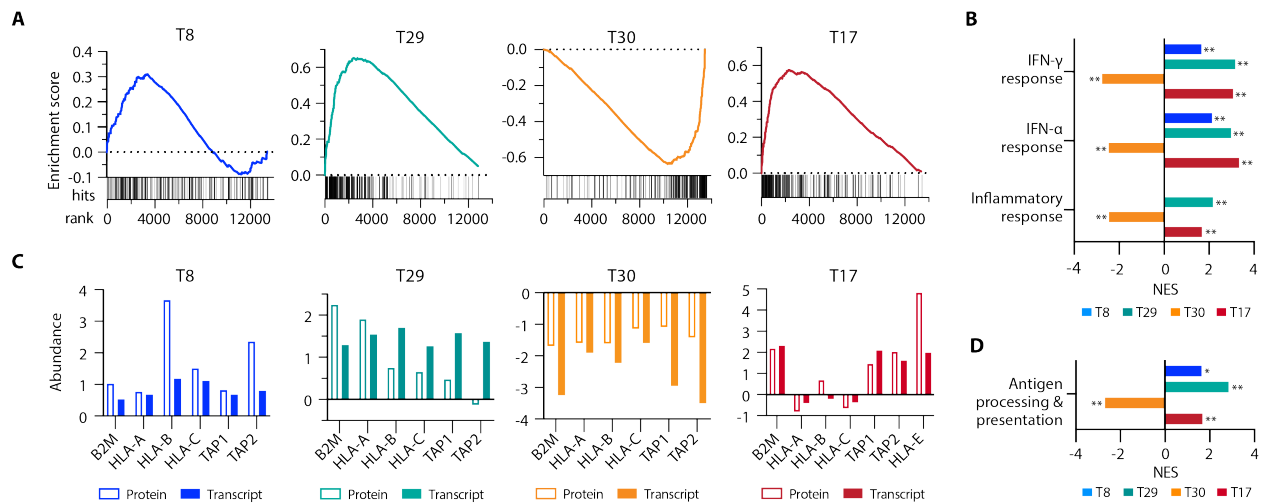 A
T8
T29
T30
T17
Enrichment score
0.4
0.3
0.2
0.1
0.0
-0.1
hits
rank
0 4000 8000 12000
0.6
0.4
0.2
0.0
0 4000 8000 12000
0.0
-0.2
-0.4
-0.6
0 4000 8000 12000
0.6
0.4
0.2
0.0
0 4000 8000 12000
B
IFN-γ
response
IFN-α
response
Inflammatory
response
**
**
**
**
**
**
**
**
**
**
**
-4 -2 0 2 4
NES
T8 T29 T30 T17
C
T8
T29
T30
T17
Abundance
4
3
2
1
0
B2M HLA-A HLA-B HLA-C TAP1 TAP2
Protein Transcript
2
1
0
B2M HLA-A HLA-B HLA-C TAP1 TAP2
Protein Transcript
0
-1
-2
-3
-4
B2M HLA-A HLA-B HLA-C TAP1 TAP2
Protein Transcript
5
4
3
2
1
0
-1
B2M HLA-A HLA-B HLA-C TAP1 TAP2 HLA-E
Protein Transcript
D
Antigen
processing &
presentation
*
**
**
**
-4 -2 0 2 4
NES
T8 T29 T30 T17